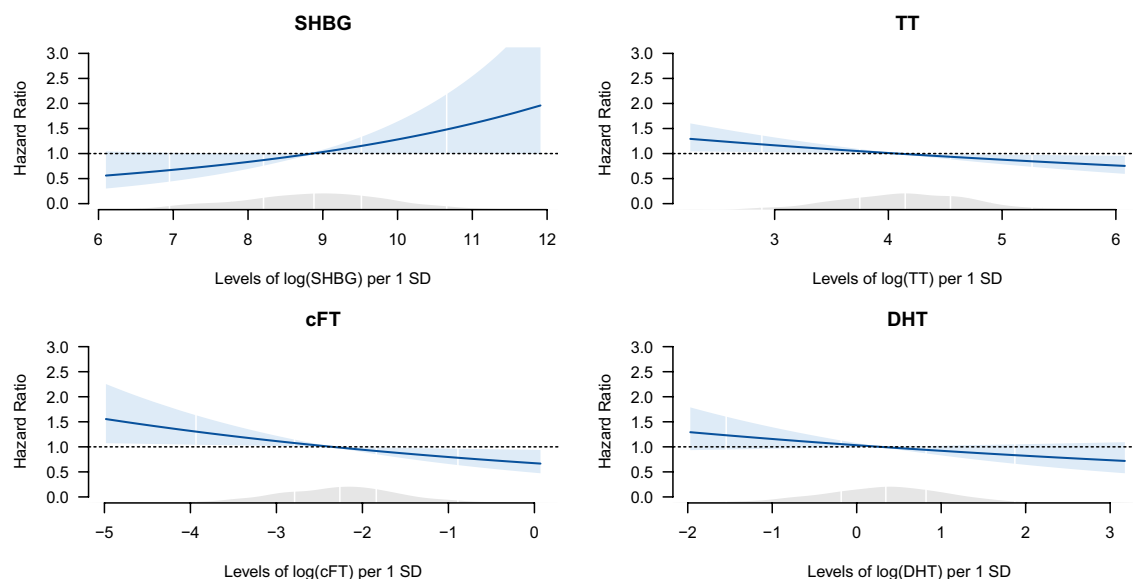 SHBG
Hazard Ratio
3.0
2.5
2.0
1.5
1.0
0.5
0.0
6 7 8 9 10 11 12
Levels of log(SHBG) per 1 SD
TT
Hazard Ratio
3.0
2.5
2.0
1.5
1.0
0.5
0.0
3 4 5 6
Levels of log(TT) per 1 SD
cFT
Hazard Ratio
3.0
2.5
2.0
1.5
1.0
0.5
0.0
−5 −4 −3 −2 −1 0
Levels of log(cFT) per 1 SD
DHT
Hazard Ratio
3.0
2.5
2.0
1.5
1.0
0.5
0.0
−2 −1 0 1 2 3
Levels of log(DHT) per 1 SD